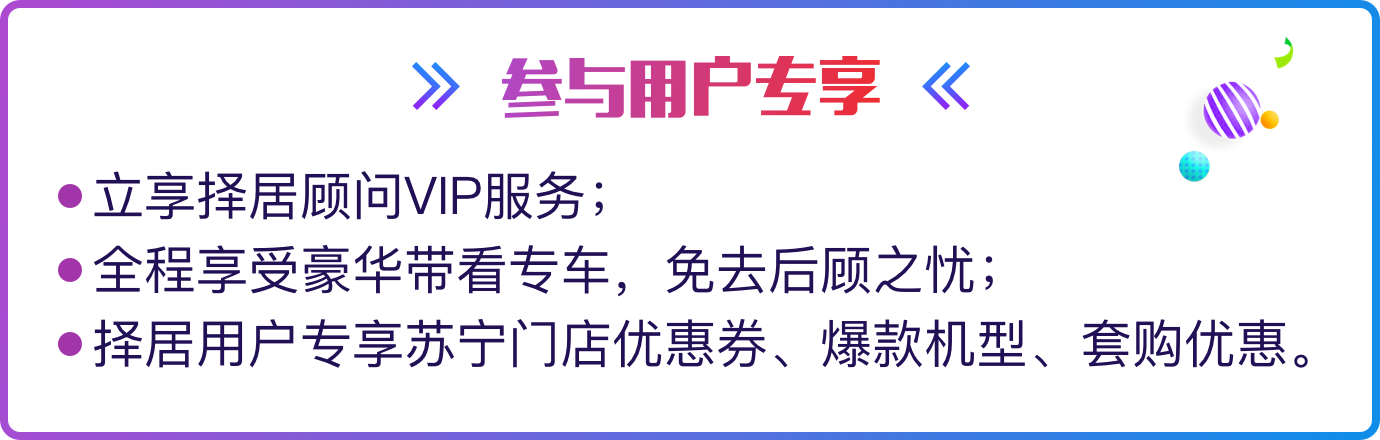 参与用户专享
立享择居顾问VIP服务；
全程享受豪华带看专车，免去后顾之忧；
择居用户专享苏宁门店优惠券、爆款机型、套购优惠。